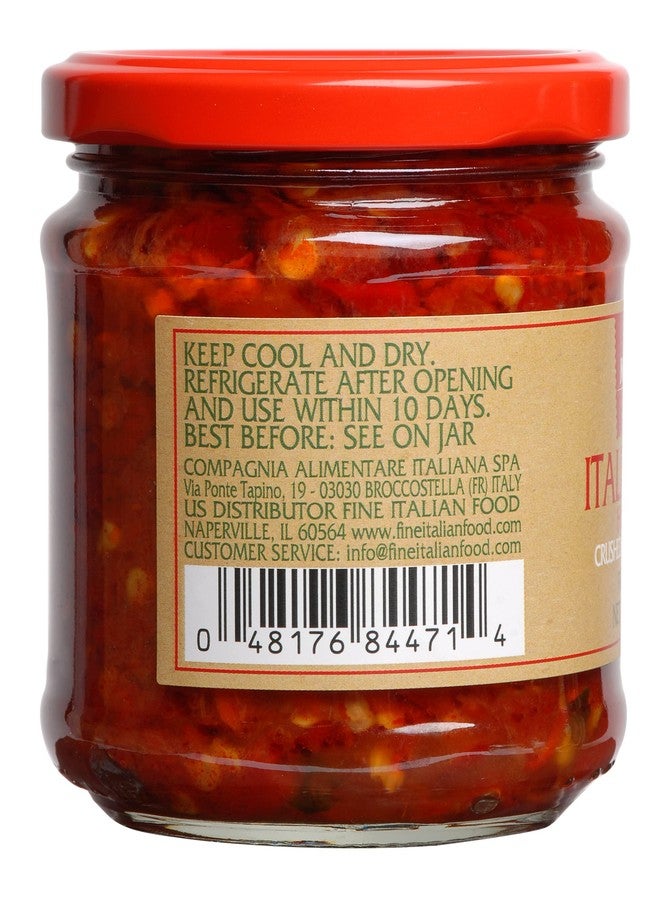 KEEP COOL AND DRY.
REFRIGERATE AFTER OPENING
AND USE WITHIN 10 DAYS.
BEST BEFORE: SEE ON JAR
COMPAGNIA ALIMENTARE ITALIANA SPA
Via Ponte Tapino, 19 - 03030 BROCCOSTELLA (FR) ITALY
US DISTRIBUTOR FINE ITALIAN FOOD
NAPERVILLE, IL 60564 www.fineitalianfood.com
CUSTOMER SERVICE: info@fineitalianfood.com
0 48176 84471 4